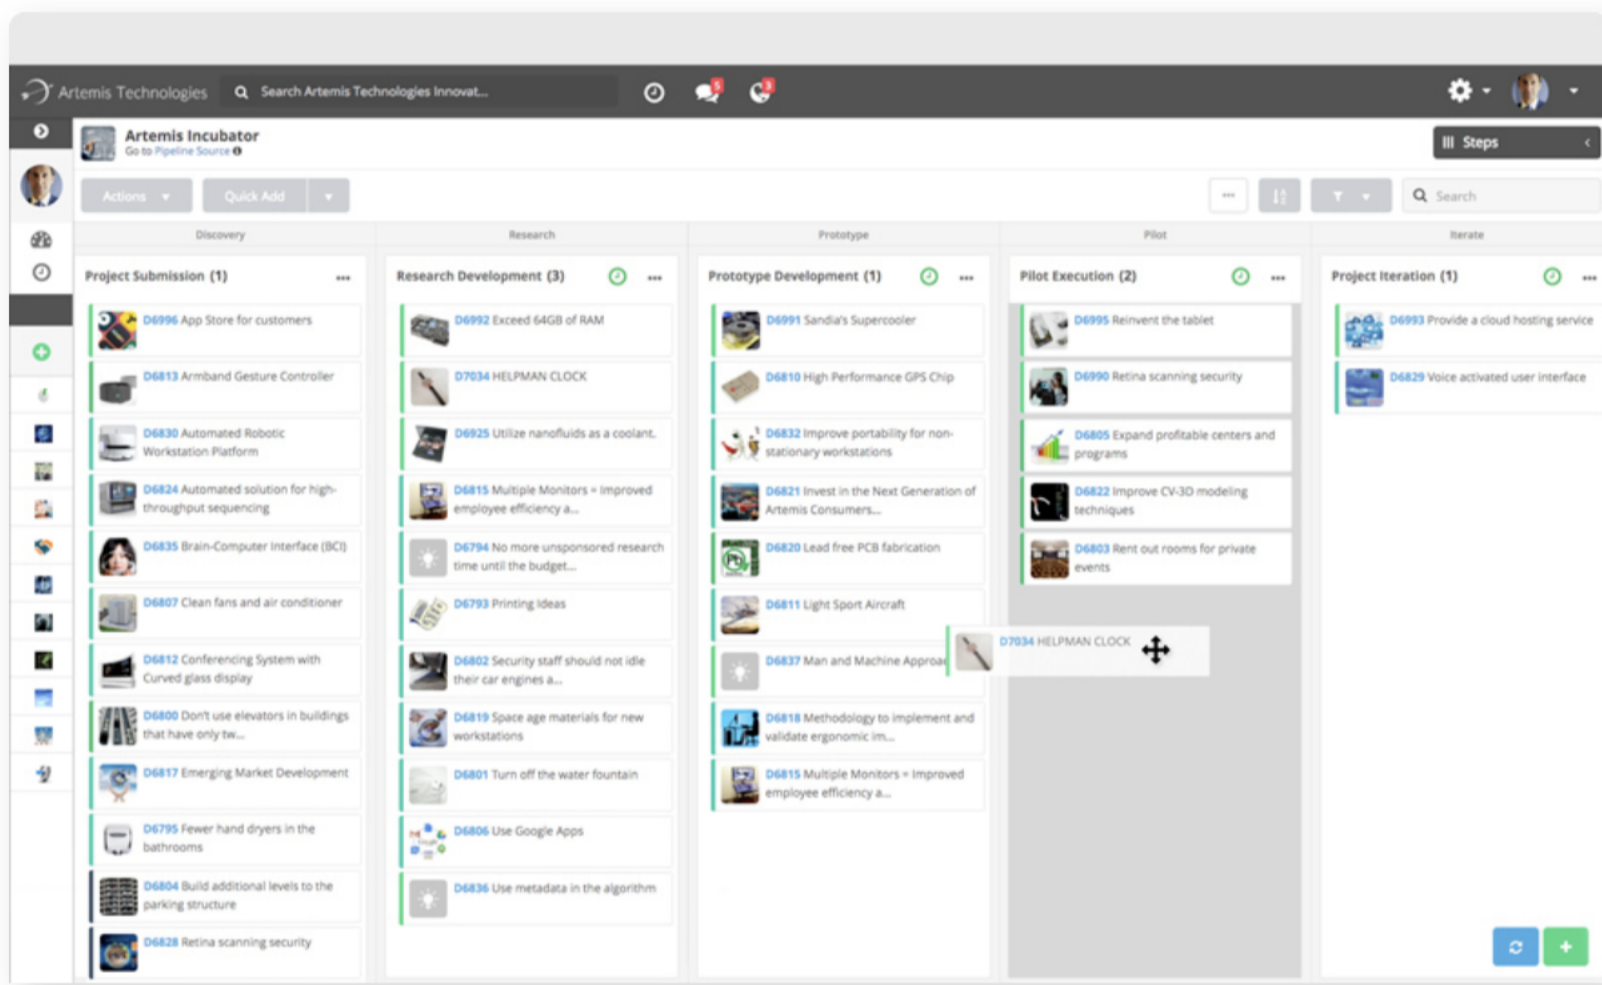 Artemis Technologies
Search Artemis Technologies Innovat...
5
3
Artemis Incubator
Go to Pipeline Source
Steps
Actions
Quick Add
Search
Discovery
Research
Prototype
Pilot
Iterate
Project Submission (1)
D6996 App Store for customers
D6813 Armband Gesture Controller
D6830 Automated Robotic
Workstation Platform
D6824 Automated solution for high-
throughput sequencing
D6835 Brain-Computer Interface (BCI)
D6807 Clean fans and air conditioner
D6812 Conferencing System with
Curved glass display
D6800 Don't use elevators in buildings
that have only tw...
D6817 Emerging Market Development
D6795 Fewer hand dryers in the
bathrooms
D6804 Build additional levels to the
parking structure
D6828 Retina scanning security
Research Development (3)
D6992 Exceed 64GB of RAM
D7034 HELPMAN CLOCK
D6925 Utilize nanofluids as a coolant.
D6815 Multiple Monitors = Improved
employee efficiency a...
D6794 No more unsponsored research
time until the budget...
D6793 Printing Ideas
D6802 Security staff should not idle
their car engines a...
D6819 Space age materials for new
workstations
D6801 Turn off the water fountain
D6806 Use Google Apps
D6836 Use metadata in the algorithm
Prototype Development (1)
D6991 Sandia's Supercooler
D6810 High Performance GPS Chip
D6832 Improve portability for non-
stationary workstations
D6821 Invest in the Next Generation of
Artemis Consumers...
D6820 Lead free PCB fabrication
D6811 Light Sport Aircraft
D6837 Man and Machine Approa
D6818 Methodology to implement and
validate ergonomic im...
D6815 Multiple Monitors = Improved
employee efficiency a...
Pilot Execution (2)
D6995 Reinvent the tablet
D6990 Retina scanning security
D6805 Expand profitable centers and
programs
D6822 Improve CV-3D modeling
techniques
D6803 Rent out rooms for private
events
D7034 HELPMAN CLOCK
Project Iteration (1)
D6993 Provide a cloud hosting service
D6829 Voice activated user interface